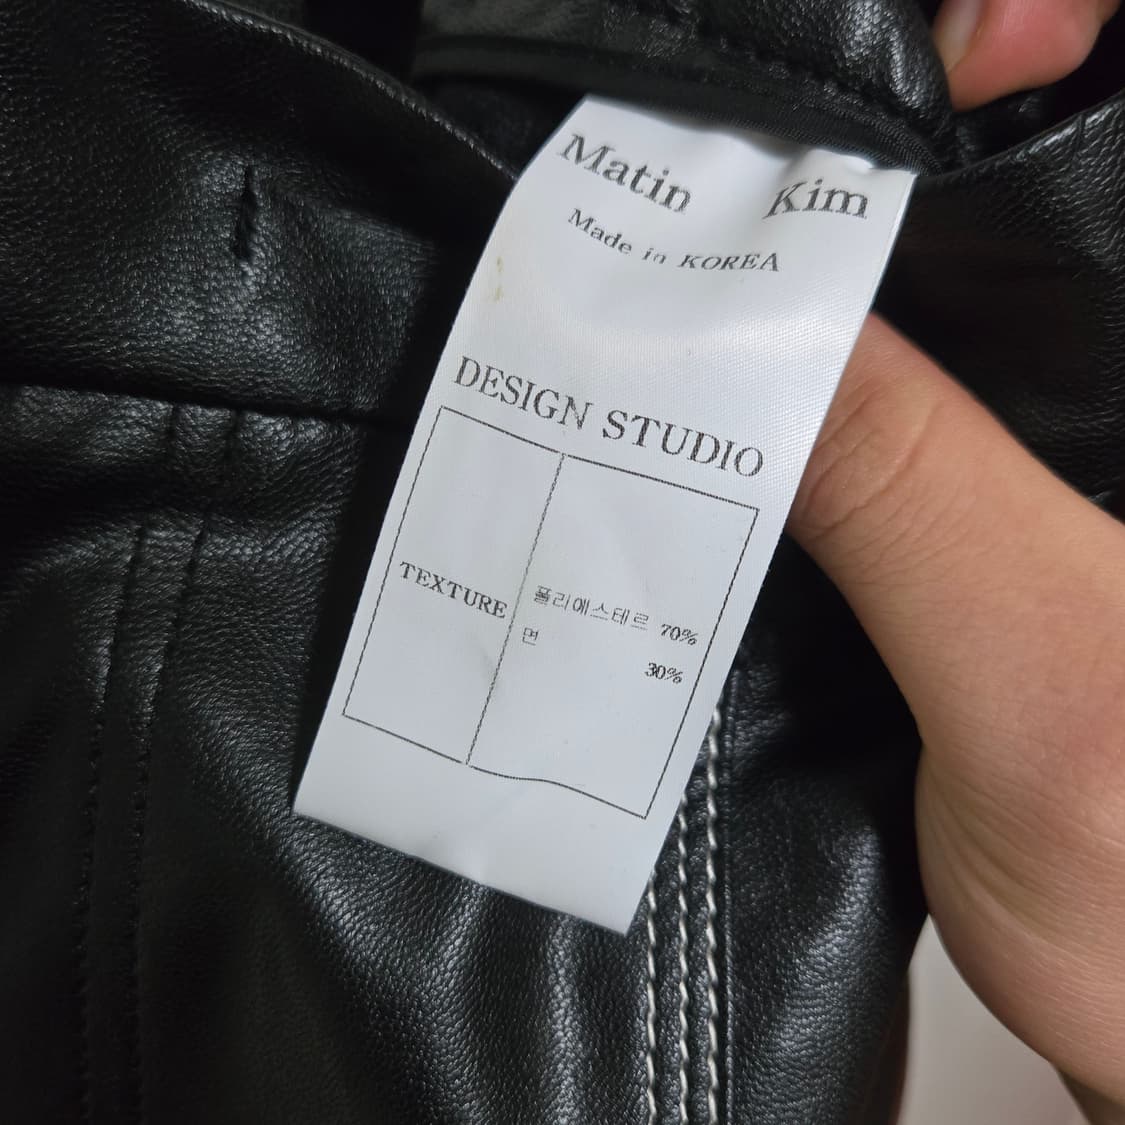 Matin Kim
Made in KOREA
DESIGN STUDIO
TEXTURE
폴리에스테르 70%
면 30%